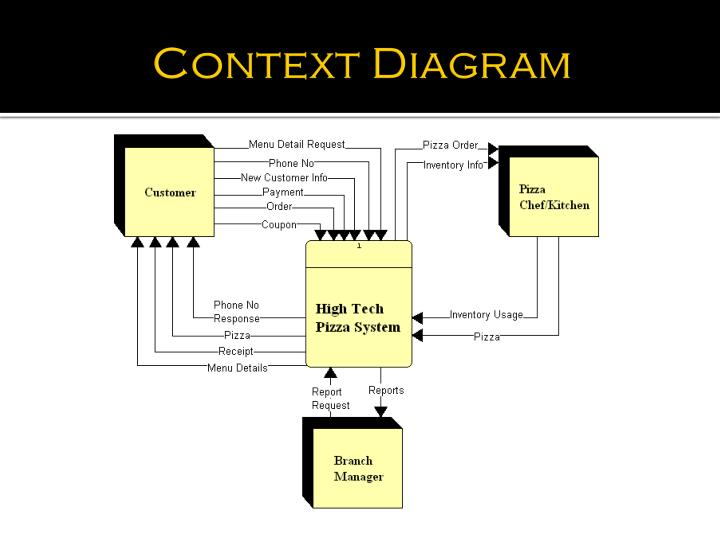 Context Diagram
Menu Detail Request
Phone No
New Customer Info
Payment
Order
Coupon
Customer
Pizza Order
Inventory Info
Pizza
Chef/Kitchen
1
High Tech
Pizza System
Phone No
Response
Pizza
Receipt
Menu Details
Inventory Usage
Pizza
Report
Request
Reports
Branch
Manager